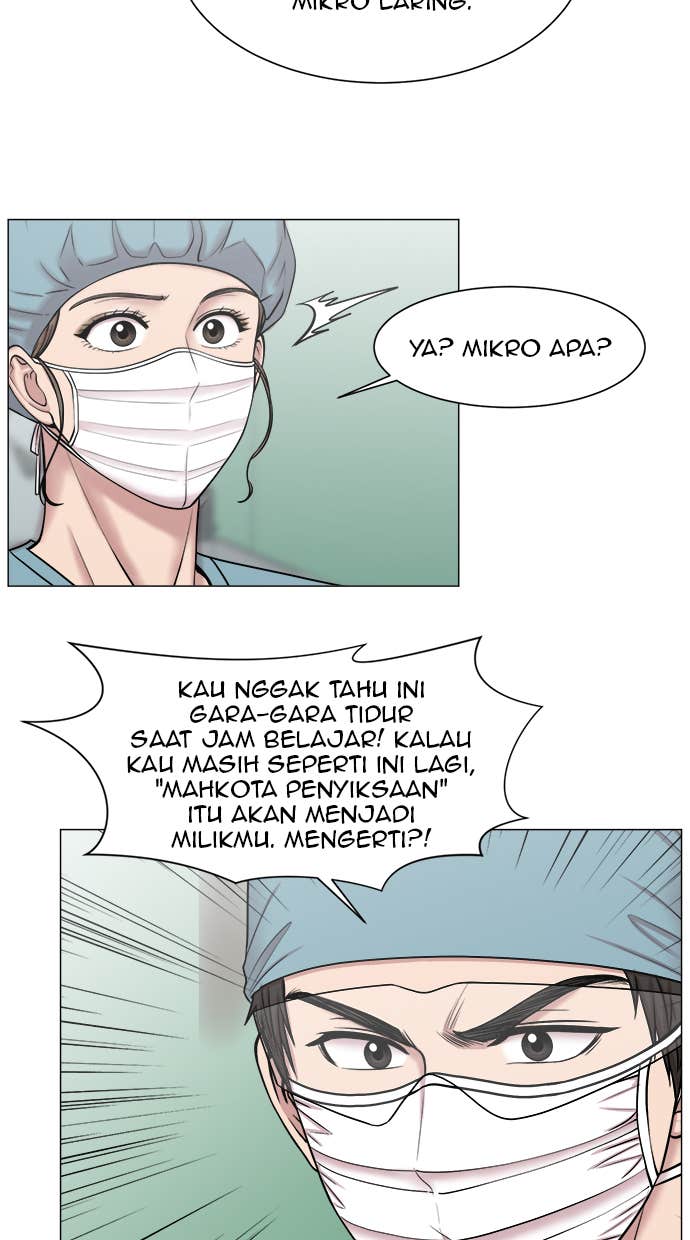 MIKRO LARING.
YA? MIKRO APA?
KAU NGGAK TAHU INI
GARA-GARA TIDUR
SAAT JAM BELAJAR! KALAU
KAU MASIH SEPERTI INI LAGI,
"MAHKOTA PENYIKSAAN"
ITU AKAN MENJADI
MILIKMU. MENGERTI?!